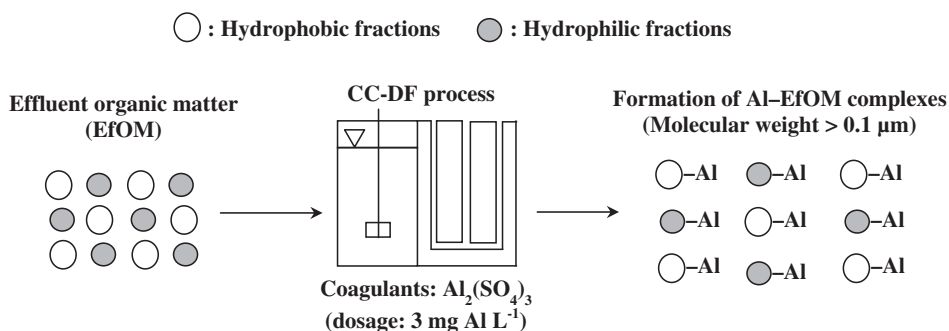 : Hydrophobic fractions : Hydrophilic fractions
Effluent organic matter
(EfOM)
CC-DF process
Formation of Al–EfOM complexes
(Molecular weight > 0.1 μm)
–Al –Al –Al
–Al –Al –Al
–Al –Al –Al
Coagulants: Al₂(SO₄)₃
(dosage: 3 mg Al L⁻¹)